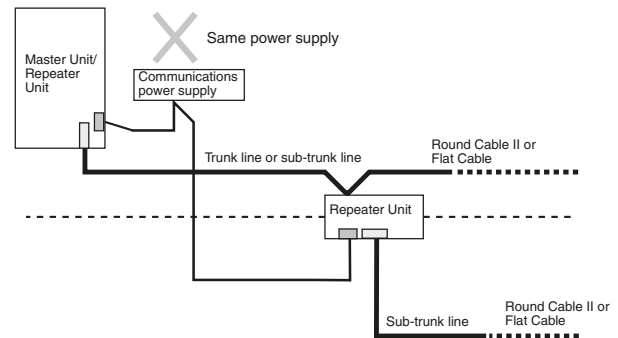 Same power supply
Master Unit/
Repeater
Unit
Communications
power supply
Trunk line or sub-trunk line
Round Cable II or
Flat Cable
Repeater Unit
Sub-trunk line
Round Cable II or
Flat Cable